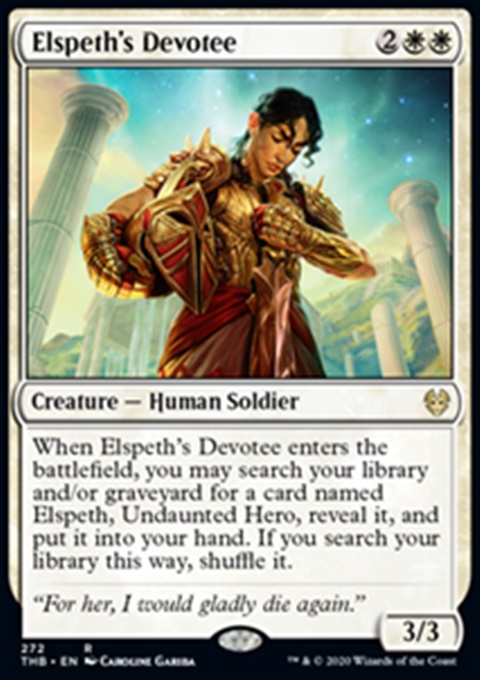 Elspeth's Devotee 2
Creature — Human Soldier
When Elspeth's Devotee enters the
battlefield, you may search your library
and/or graveyard for a card named
Elspeth, Undaunted Hero, reveal it, and
put it into your hand. If you search your
library this way, shuffle it.
"For her, I would gladly die again."
3/3
272 R
THB • EN Caroline Gariba
™ & © 2020 Wizards of the Coast